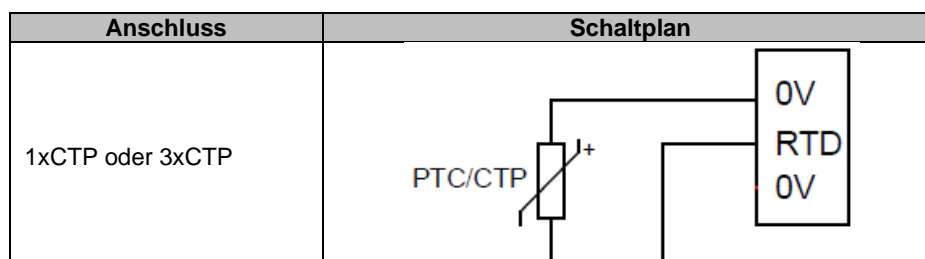 Anschluss
Schaltplan
1xCTP oder 3xCTP
PTC/CTP
+
0V
RTD
0V